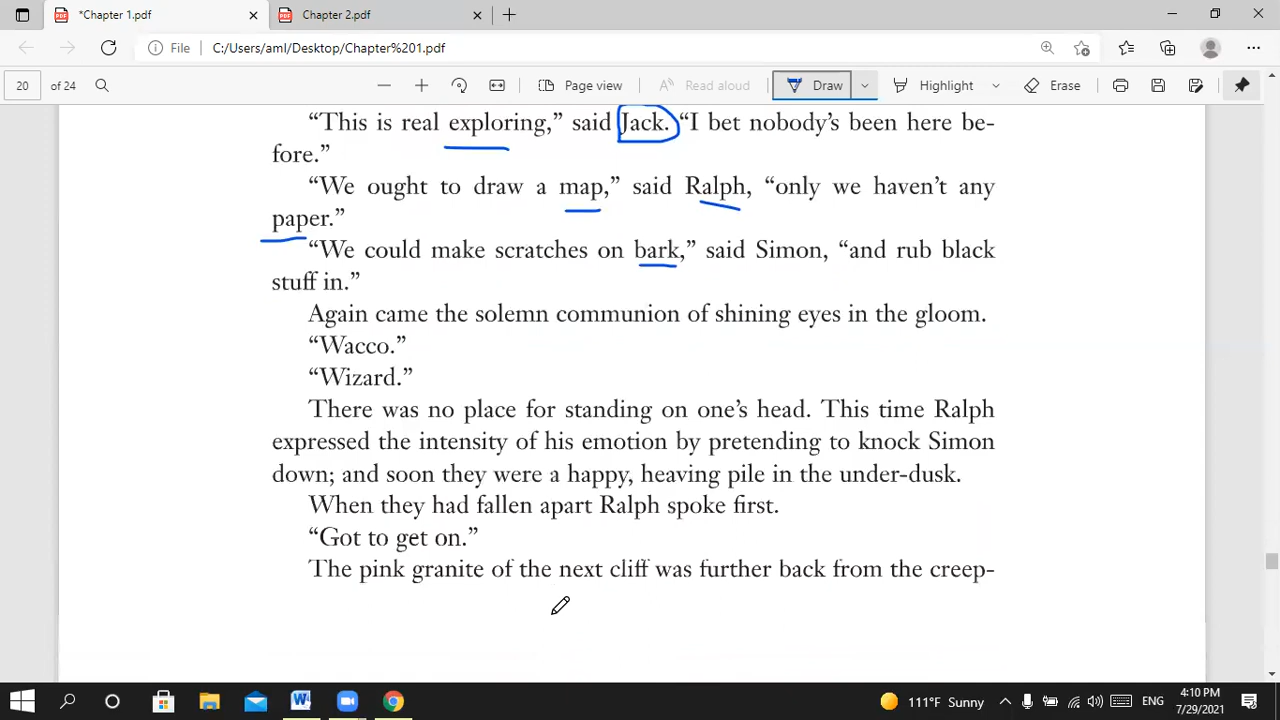 *Chapter 1.pdf
Chapter 2.pdf
File C:/Users/aml/Desktop/Chapter%201.pdf
20 of 24 Page view Read aloud Draw Highlight Erase
“This is real exploring,” said Jack. “I bet nobody’s been here be-
fore.”
“We ought to draw a map,” said Ralph, “only we haven’t any
paper.”
“We could make scratches on bark,” said Simon, “and rub black
stuff in.”
Again came the solemn communion of shining eyes in the gloom.
“Wacco.”
“Wizard.”
There was no place for standing on one’s head. This time Ralph
expressed the intensity of his emotion by pretending to knock Simon
down; and soon they were a happy, heaving pile in the under-dusk.
When they had fallen apart Ralph spoke first.
“Got to get on.”
The pink granite of the next cliff was further back from the creep-
111°F Sunny ENG 4:10 PM
7/29/2021